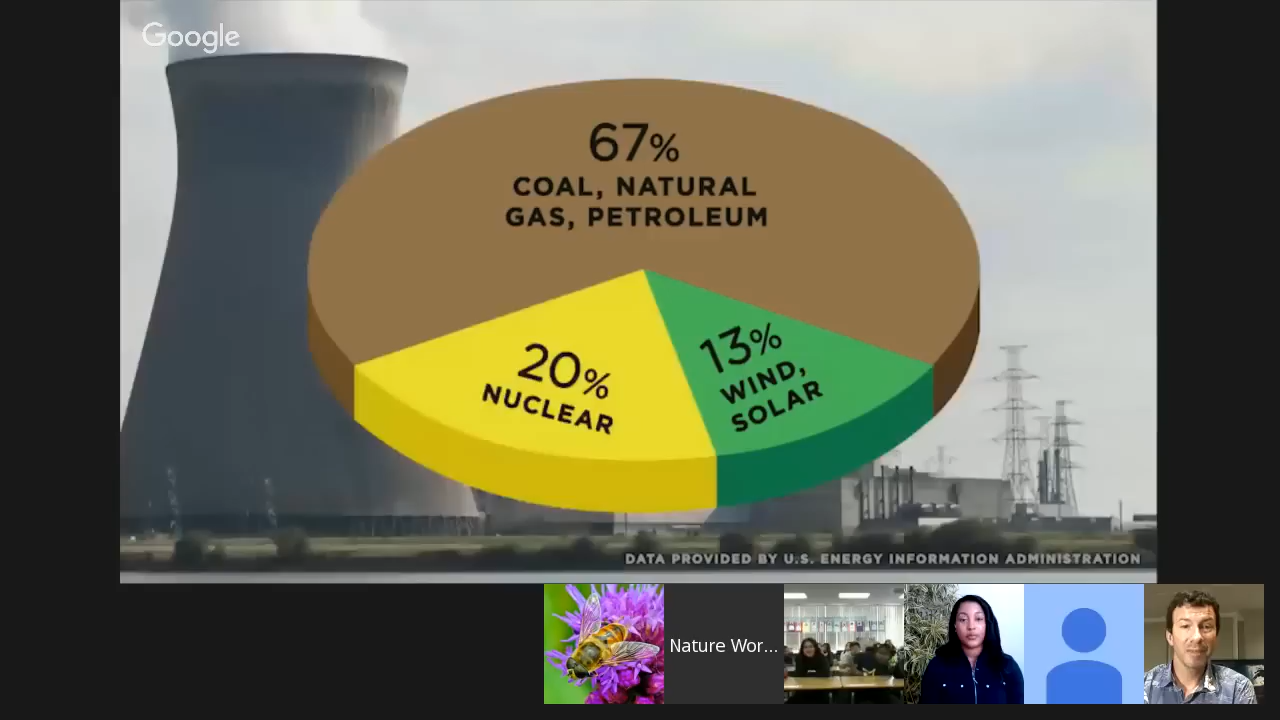 Google
67%
COAL, NATURAL
GAS, PETROLEUM
20%
NUCLEAR
13%
WIND,
SOLAR
DATA PROVIDED BY U.S. ENERGY INFORMATION ADMINISTRATION
Nature Wor...